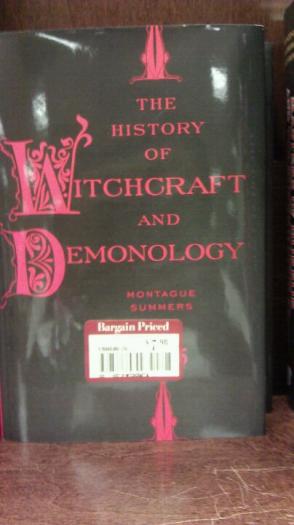 THE
HISTORY
OF
WITCHCRAFT
AND
DEMONOLOGY
MONTAGUE
SUMMERS
Bargain Priced